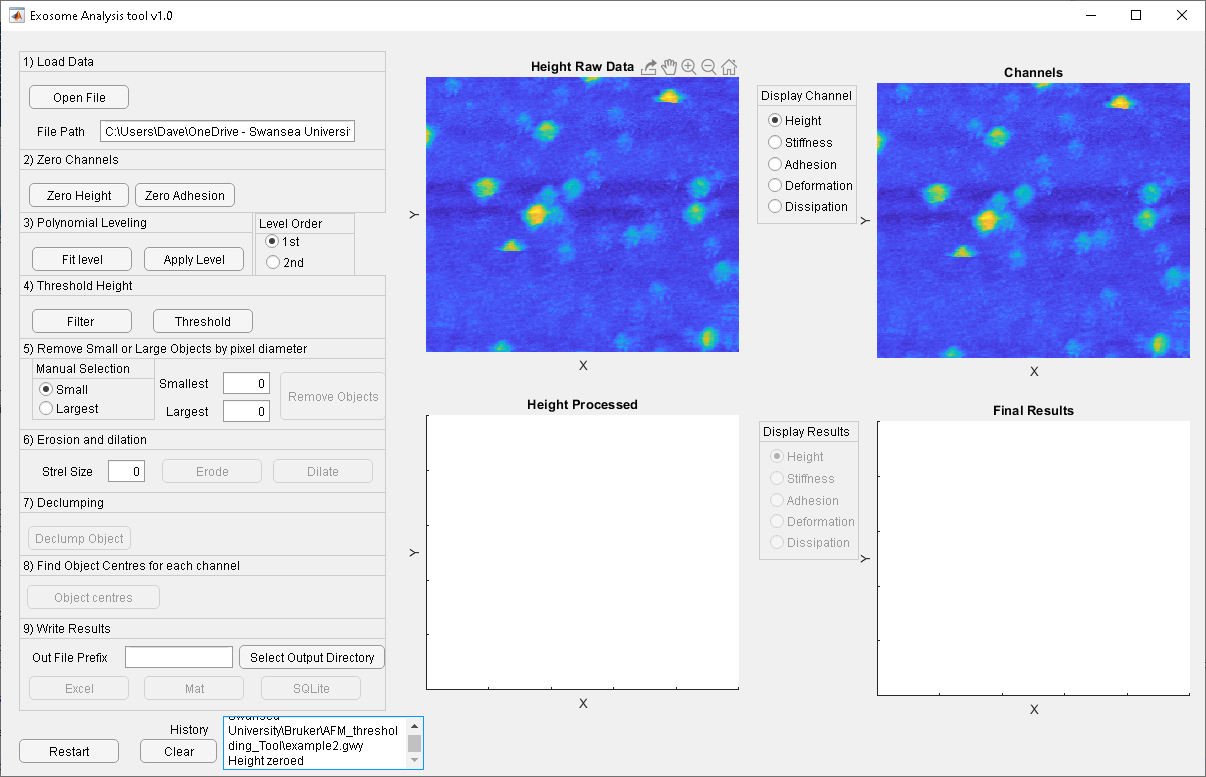 Exosome Analysis tool v1.0
1) Load Data
Open File
File Path
C:\Users\Dave\OneDrive - Swansea Universi
2) Zero Channels
Zero Height
Zero Adhesion
3) Polynomial Leveling
Level Order
1st
2nd
Fit level
Apply Level
4) Threshold Height
Filter
Threshold
5) Remove Small or Large Objects by pixel diameter
Manual Selection
Small
Largest
Smallest
0
Largest
0
Remove Objects
6) Erosion and dilation
Strel Size
0
Erode
Dilate
7) Declumping
Declump Object
8) Find Object Centres for each channel
Object centres
9) Write Results
Out File Prefix
Select Output Directory
Excel
Mat
SQLite
Restart
History
Clear
Swansea
University\Bruker\AFM_threshol
ding_Tool\example2.gwy
Height zeroed
Height Raw Data
Y
X
Display Channel
Height
Stiffness
Adhesion
Deformation
Dissipation
Channels
Y
X
Height Processed
Y
X
Display Results
Height
Stiffness
Adhesion
Deformation
Dissipation
Final Results
Y
X